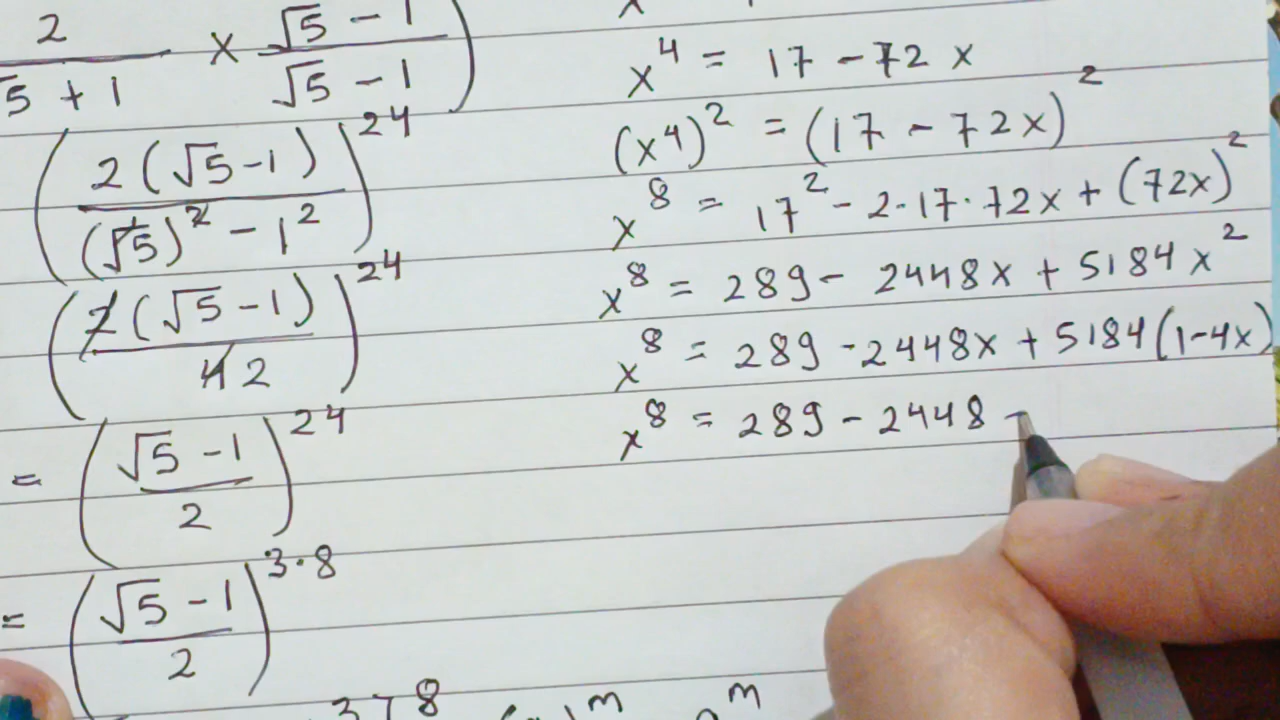 2/√5 + 1 × (√5 - 1)/(√5 - 1))
(2(√5-1)/((√5)² - 1²))²⁴
(2(√5-1)/4 2)²⁴
= ((√5 -1)/2)²⁴
= ((√5 -1)/2)³·⁸
x⁴ = 17 - 72 x
(x⁴)² = (17 - 72x)²
x⁸ = 17² - 2·17·72x + (72x)²
x⁸ = 289 - 2448x + 5184x²
x⁸ = 289 - 2448x + 5184(1-4x)
x⁸ = 289 - 2448 -